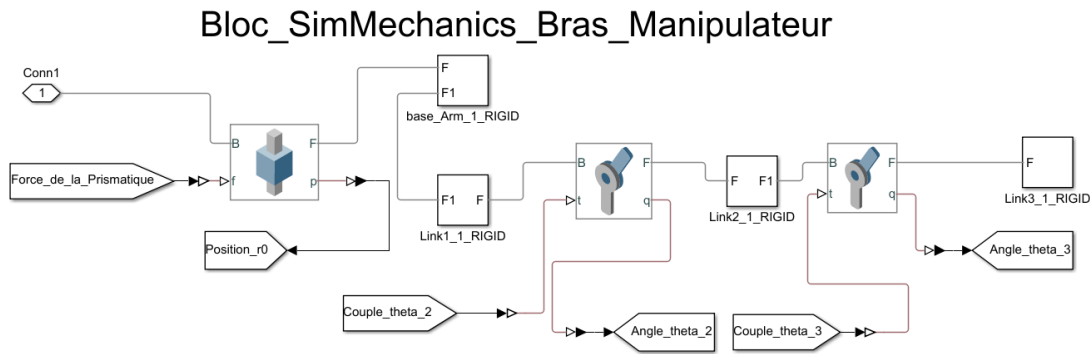 Bloc_SimMechanics_Bras_Manipulateur
Conn1
1
F
F1
base_Arm_1_RIGID
B
F
f
p
Force_de_la_Prismatique
Position_r0
F1
F
Link1_1_RIGID
B
F
t
q
F
F1
Link2_1_RIGID
B
F
t
q
F
Link3_1_RIGID
Angle_theta_3
Couple_theta_2
Angle_theta_2
Couple_theta_3